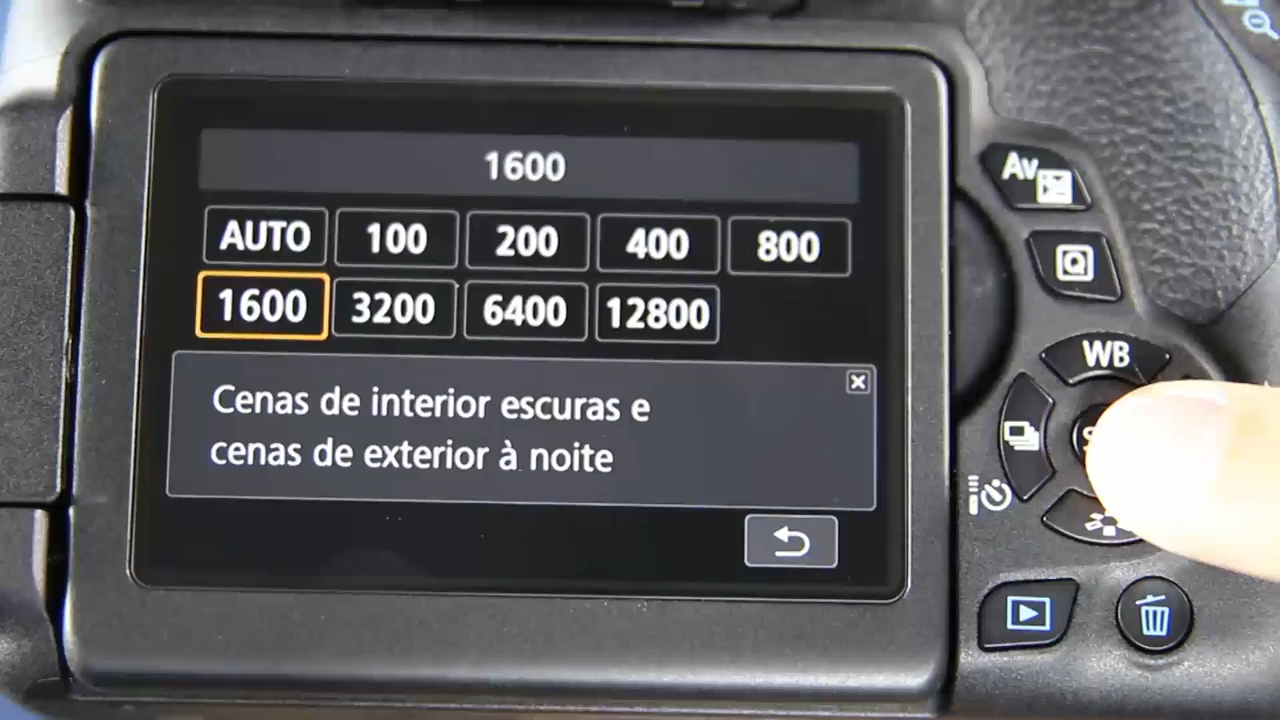 1600
AUTO 100 200 400 800
1600 3200 6400 12800
Cenas de interior escuras e
cenas de exterior à noite
Av
Q
WB